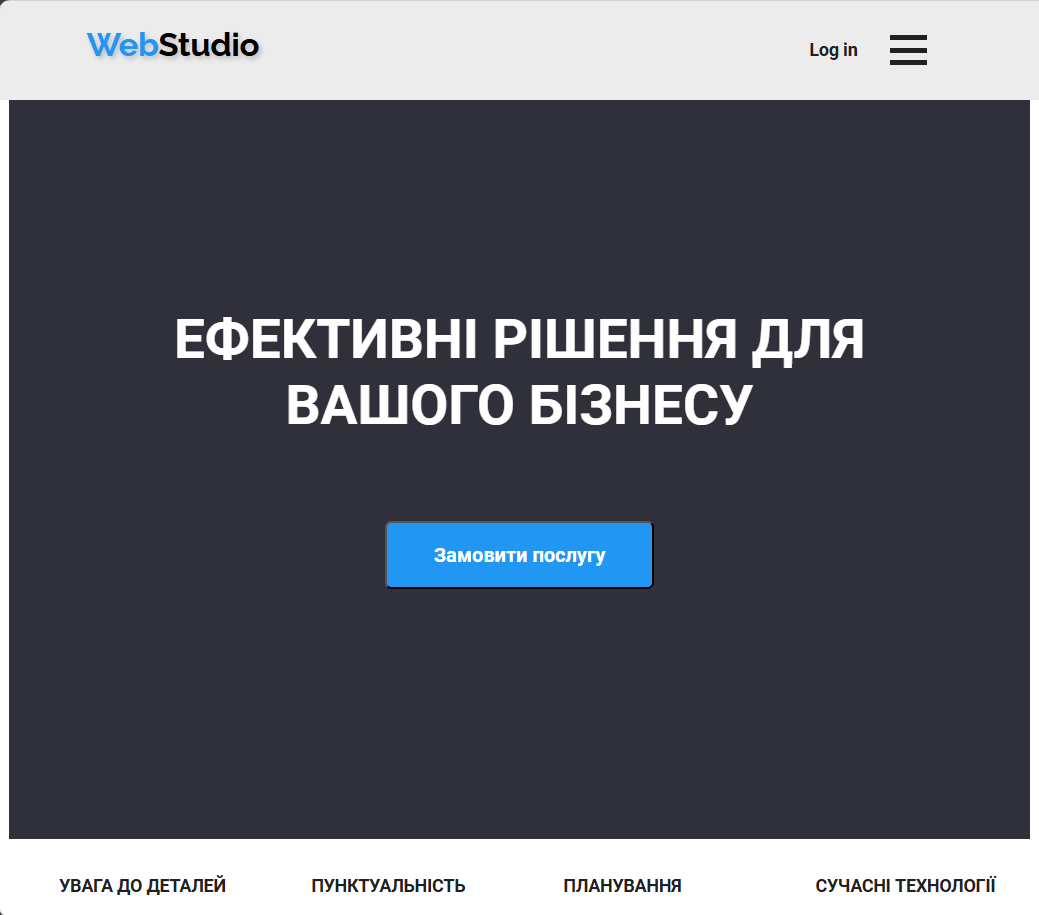 WebStudio
Log in
ЕФЕКТИВНІ РІШЕННЯ ДЛЯ
ВАШОГО БІЗНЕСУ
Замовити послугу
УВАГА ДО ДЕТАЛЕЙ
ПУНКТУАЛЬНІСТЬ
ПЛАНУВАННЯ
СУЧАСНІ ТЕХНОЛОГІЇ